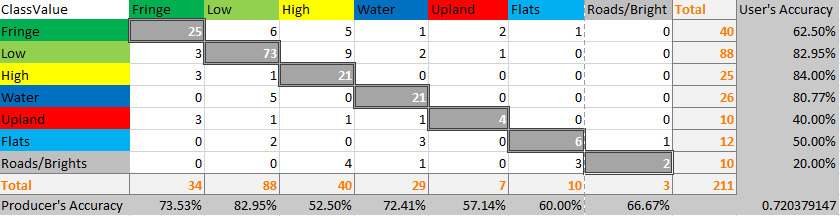 ClassValue Fringe Low High Water Upland Flats Roads/Bright Total User's Accuracy
Fringe 25 6 5 1 2 1 0 40 62.50%
Low 3 73 9 2 1 0 0 88 82.95%
High 3 1 21 0 0 0 0 25 84.00%
Water 0 5 0 21 0 0 0 26 80.77%
Upland 3 1 1 1 4 0 0 10 40.00%
Flats 0 2 0 3 0 6 1 12 50.00%
Roads/Brights 0 0 4 1 0 3 2 10 20.00%
Total 34 88 40 29 7 10 3 211
Producer's Accuracy 73.53% 82.95% 52.50% 72.41% 57.14% 60.00% 66.67% 0.720379147